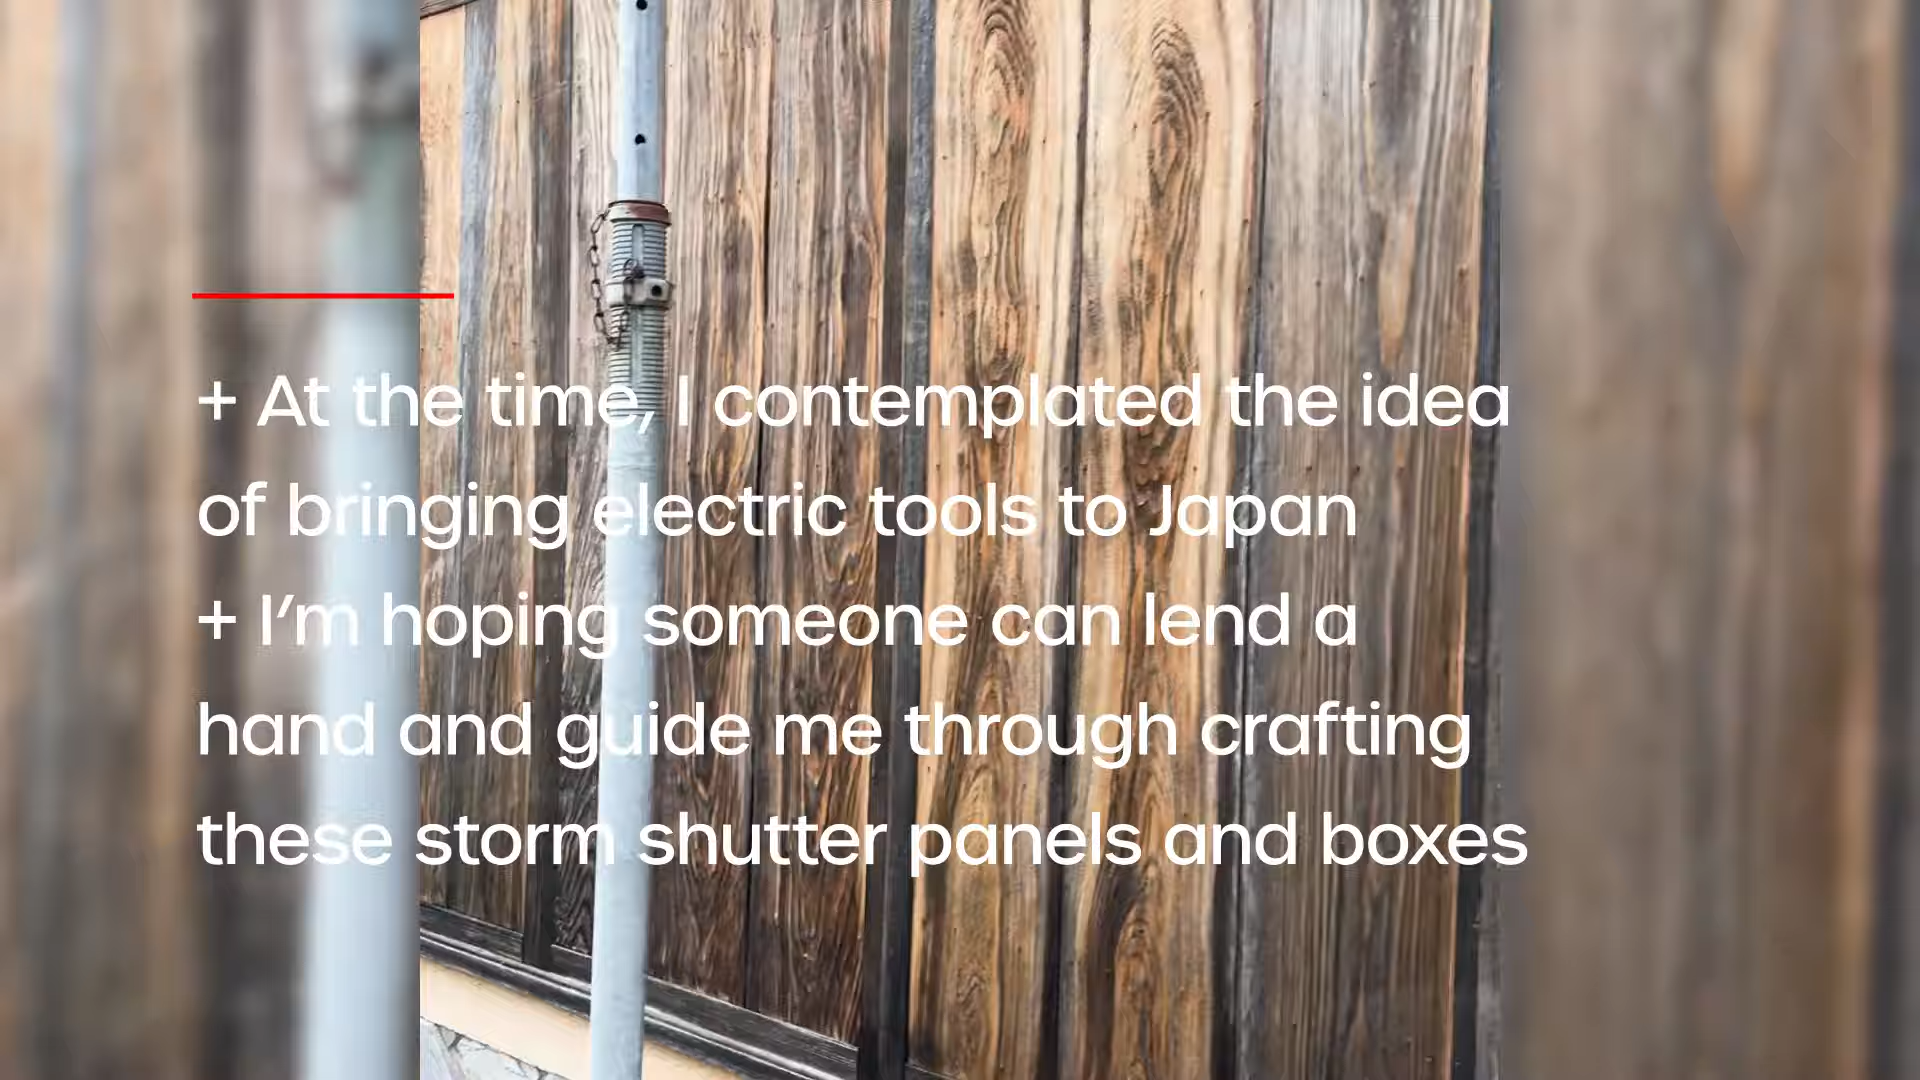 + At the time, I contemplated the idea
of bringing electric tools to Japan
+ I’m hoping someone can lend a
hand and guide me through crafting
these storm shutter panels and boxes